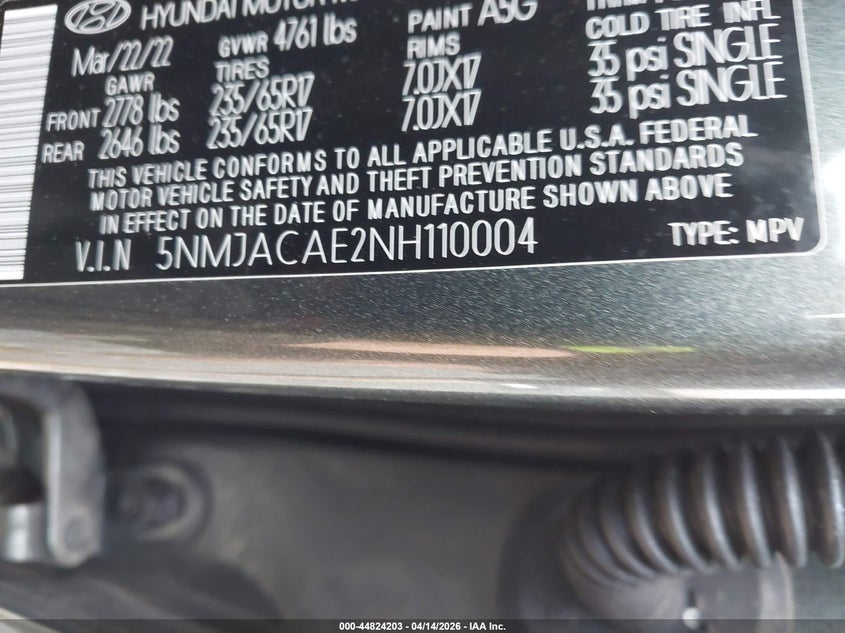 HYUNDAI MOTOR
Mar/22/22 GVWR 4761 lbs PAINT A5G
GAWR TIRES RIMS COLD TIRE INFL
FRONT 2778 lbs 235/65R17 7.0JX17 35 psi SINGLE
REAR 2646 lbs 235/65R17 7.0JX17 35 psi SINGLE
THIS VEHICLE CONFORMS TO ALL APPLICABLE U.S.A. FEDERAL
MOTOR VEHICLE SAFETY AND THEFT PREVENTION STANDARDS
IN EFFECT ON THE DATE OF MANUFACTURE SHOWN ABOVE
V.I.N 5NMJACAE2NH110004 TYPE: MPV
000-44824203 - 04/14/2026 - IAA Inc.